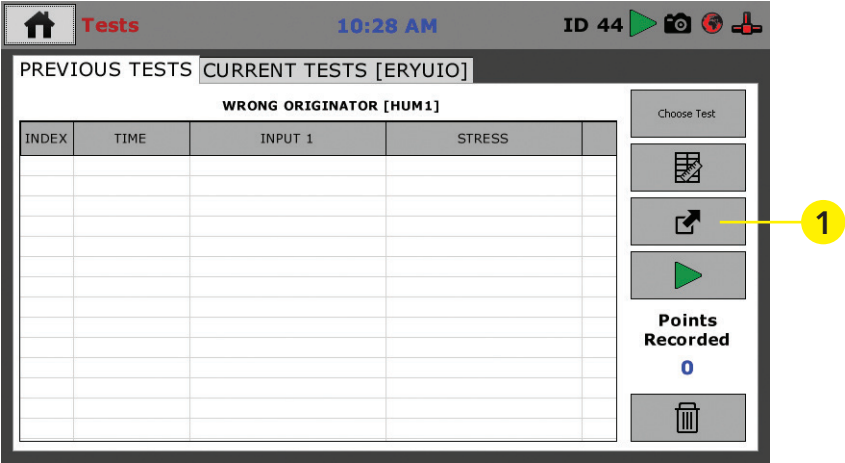 Tests 10:28 AM ID 44
PREVIOUS TESTS CURRENT TESTS [ERYUIO]
WRONG ORIGINATOR [HUM1]
Choose Test
INDEX TIME INPUT 1 STRESS
1
Points
Recorded
0